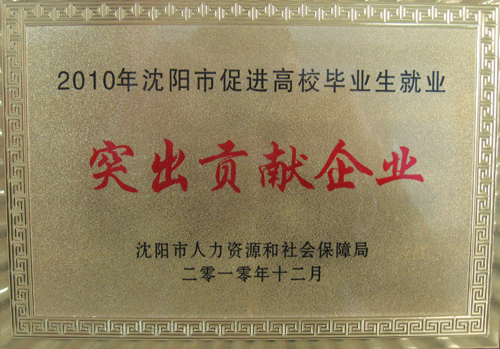 2010年沈阳市促进高校毕业生就业
突出贡献企业
沈阳市人力资源和社会保障局
二零一零年十二月